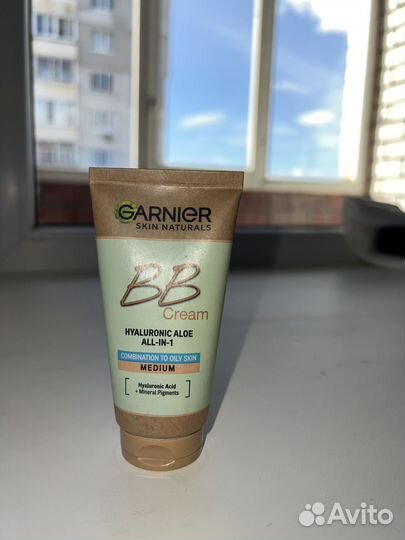 GARNIER
SKIN NATURALS
BB
Cream
HYALURONIC ALOE
ALL-IN-1
COMBINATION TO OILY SKIN
MEDIUM
Hyaluronic Acid
+ Mineral Pigments
Avito